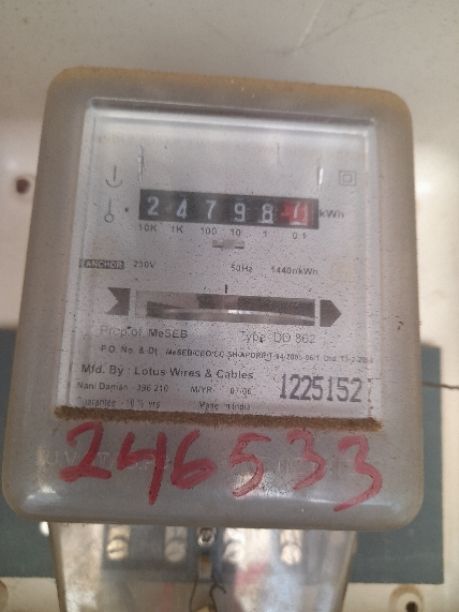 2 4 7 9 8 kWh
10K 1K 100 10 1 0.1
ANCHOR 230V 50Hz 1440r/kWh
Prop of MeSEB Type DD 862
P.O. No. & Dt.
Mfd. By : Lotus Wires & Cables
Nani Daman - 396 210 M/YR 07-06 1225152
Guarantee - 10 ½ yrs Made in India
246533